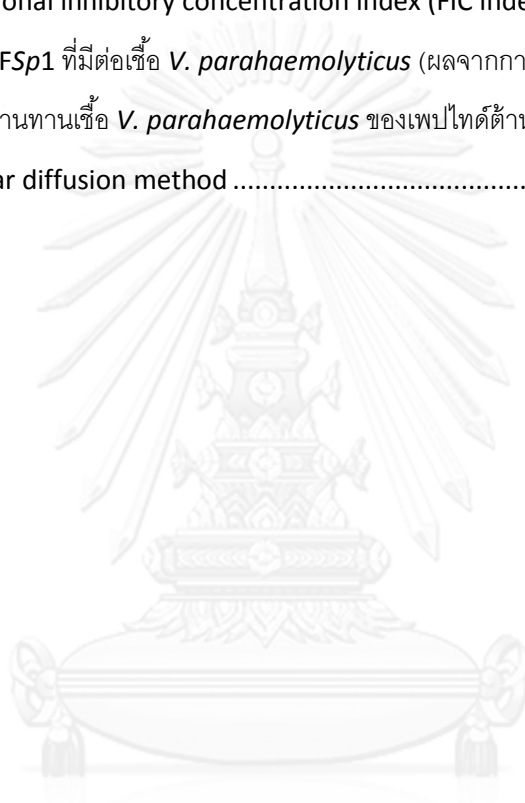 onal inhibitory concentration index (FIC inde
FSp1 ที่มีต่อเชื้อ V. parahaemolyticus (ผลจากกา
านทานเชื้อ V. parahaemolyticus ของเพปไทด์ต้าน
ar diffusion method ........................................